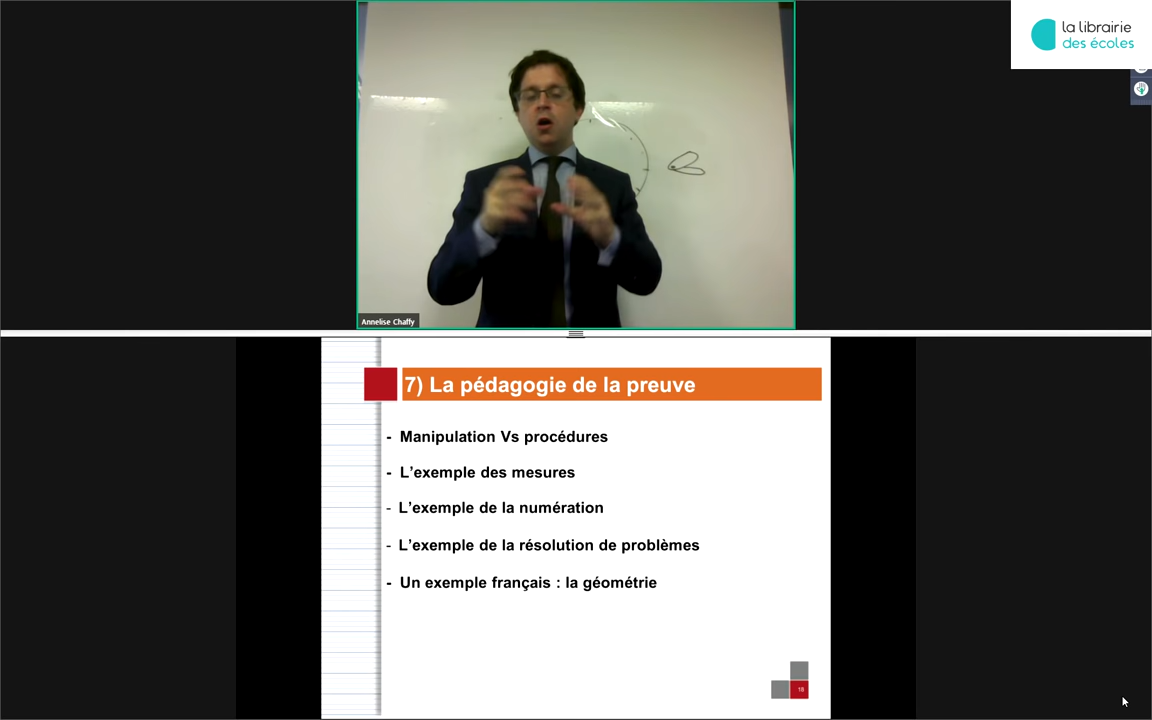 la librairie
des écoles
Annelise Chaffy
7) La pédagogie de la preuve
- Manipulation Vs procédures
- L'exemple des mesures
- L'exemple de la numération
- L'exemple de la résolution de problèmes
- Un exemple français : la géométrie
18